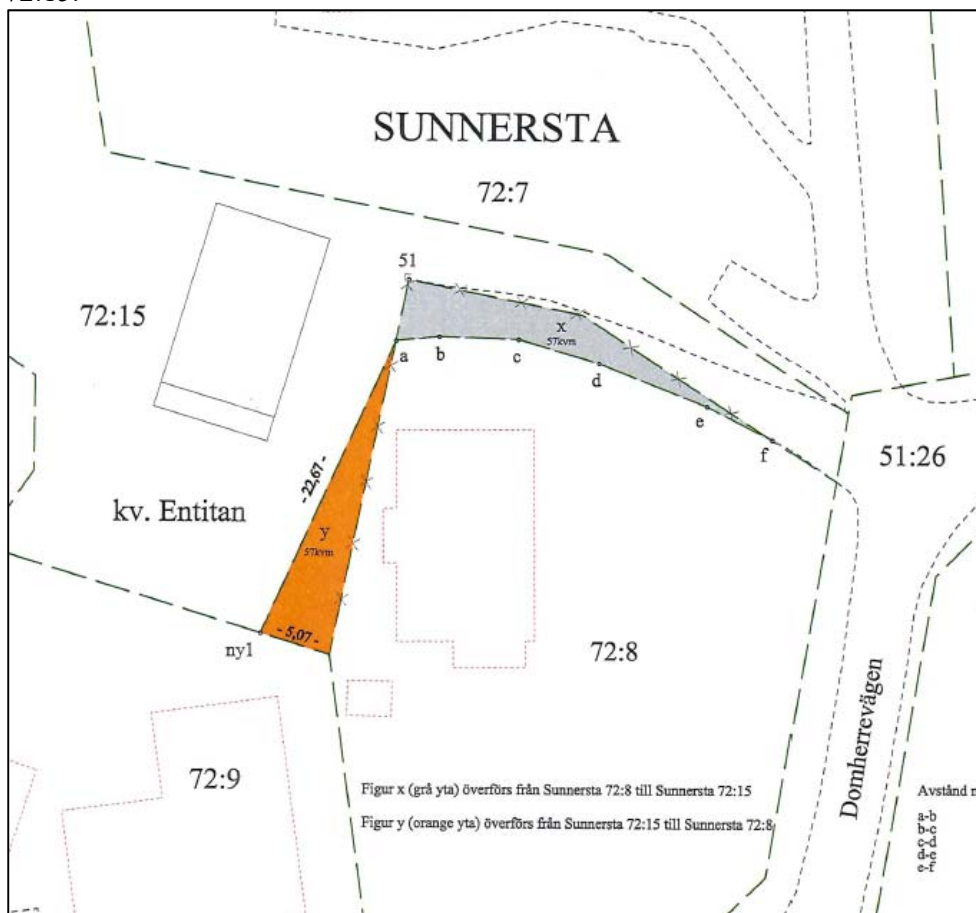 SUNNERSTA
72:7
51
72:15
x
57kvm
a
b
c
d
e
f
51:26
- 22,67 -
kv. Entitan
y
57kvm
- 5,07 -
ny1
72:8
Domherrevägen
72:9
Figur x (grå yta) överförs från Sunnersta 72:8 till Sunnersta 72:15
Figur y (orange yta) överförs från Sunnersta 72:15 till Sunnersta 72:8
Avstånd
a-b
b-c
c-d
d-e
e-f